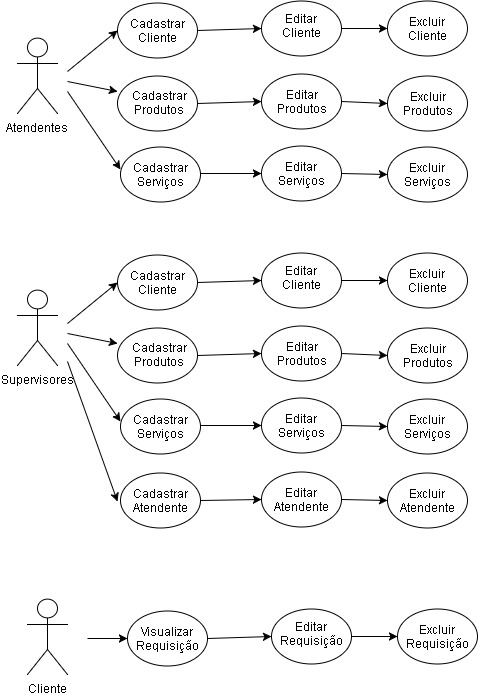 Cadastrar
Cliente
Editar
Cliente
Excluir
Cliente
Cadastrar
Produtos
Editar
Produtos
Excluir
Produtos
Atendentes
Cadastrar
Serviços
Editar
Serviços
Excluir
Serviços
Cadastrar
Cliente
Editar
Cliente
Excluir
Cliente
Cadastrar
Produtos
Editar
Produtos
Excluir
Produtos
Supervisores
Cadastrar
Serviços
Editar
Serviços
Excluir
Serviços
Cadastrar
Atendente
Editar
Atendente
Excluir
Atendente
Visualizar
Requisição
Editar
Requisição
Excluir
Requisição
Cliente